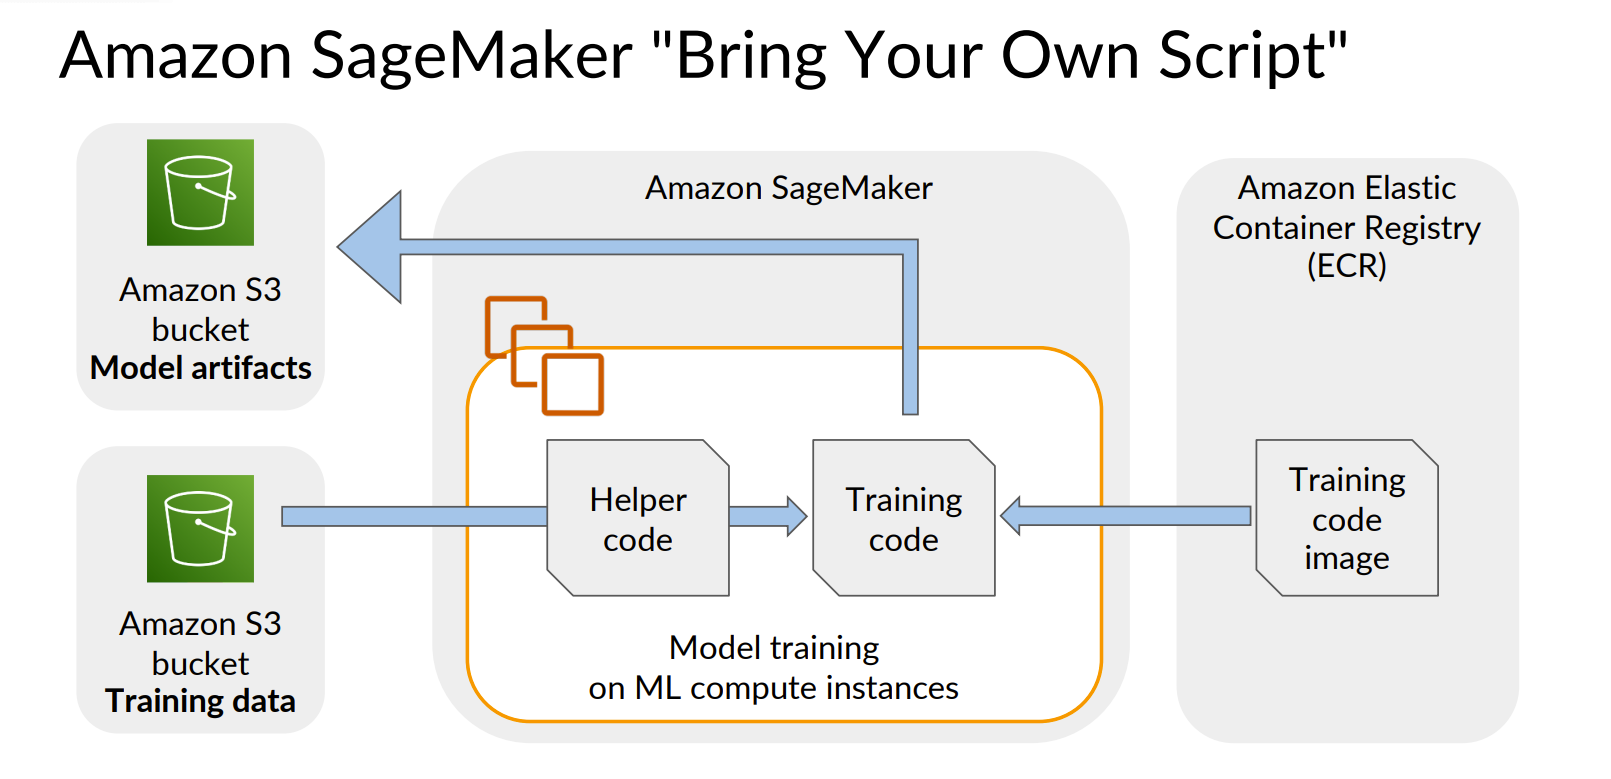 Amazon SageMaker "Bring Your Own Script"
Amazon S3
bucket
Model artifacts
Amazon S3
bucket
Training data
Amazon SageMaker
Helper
code
Training
code
Model training
on ML compute instances
Amazon Elastic
Container Registry
(ECR)
Training
code
image